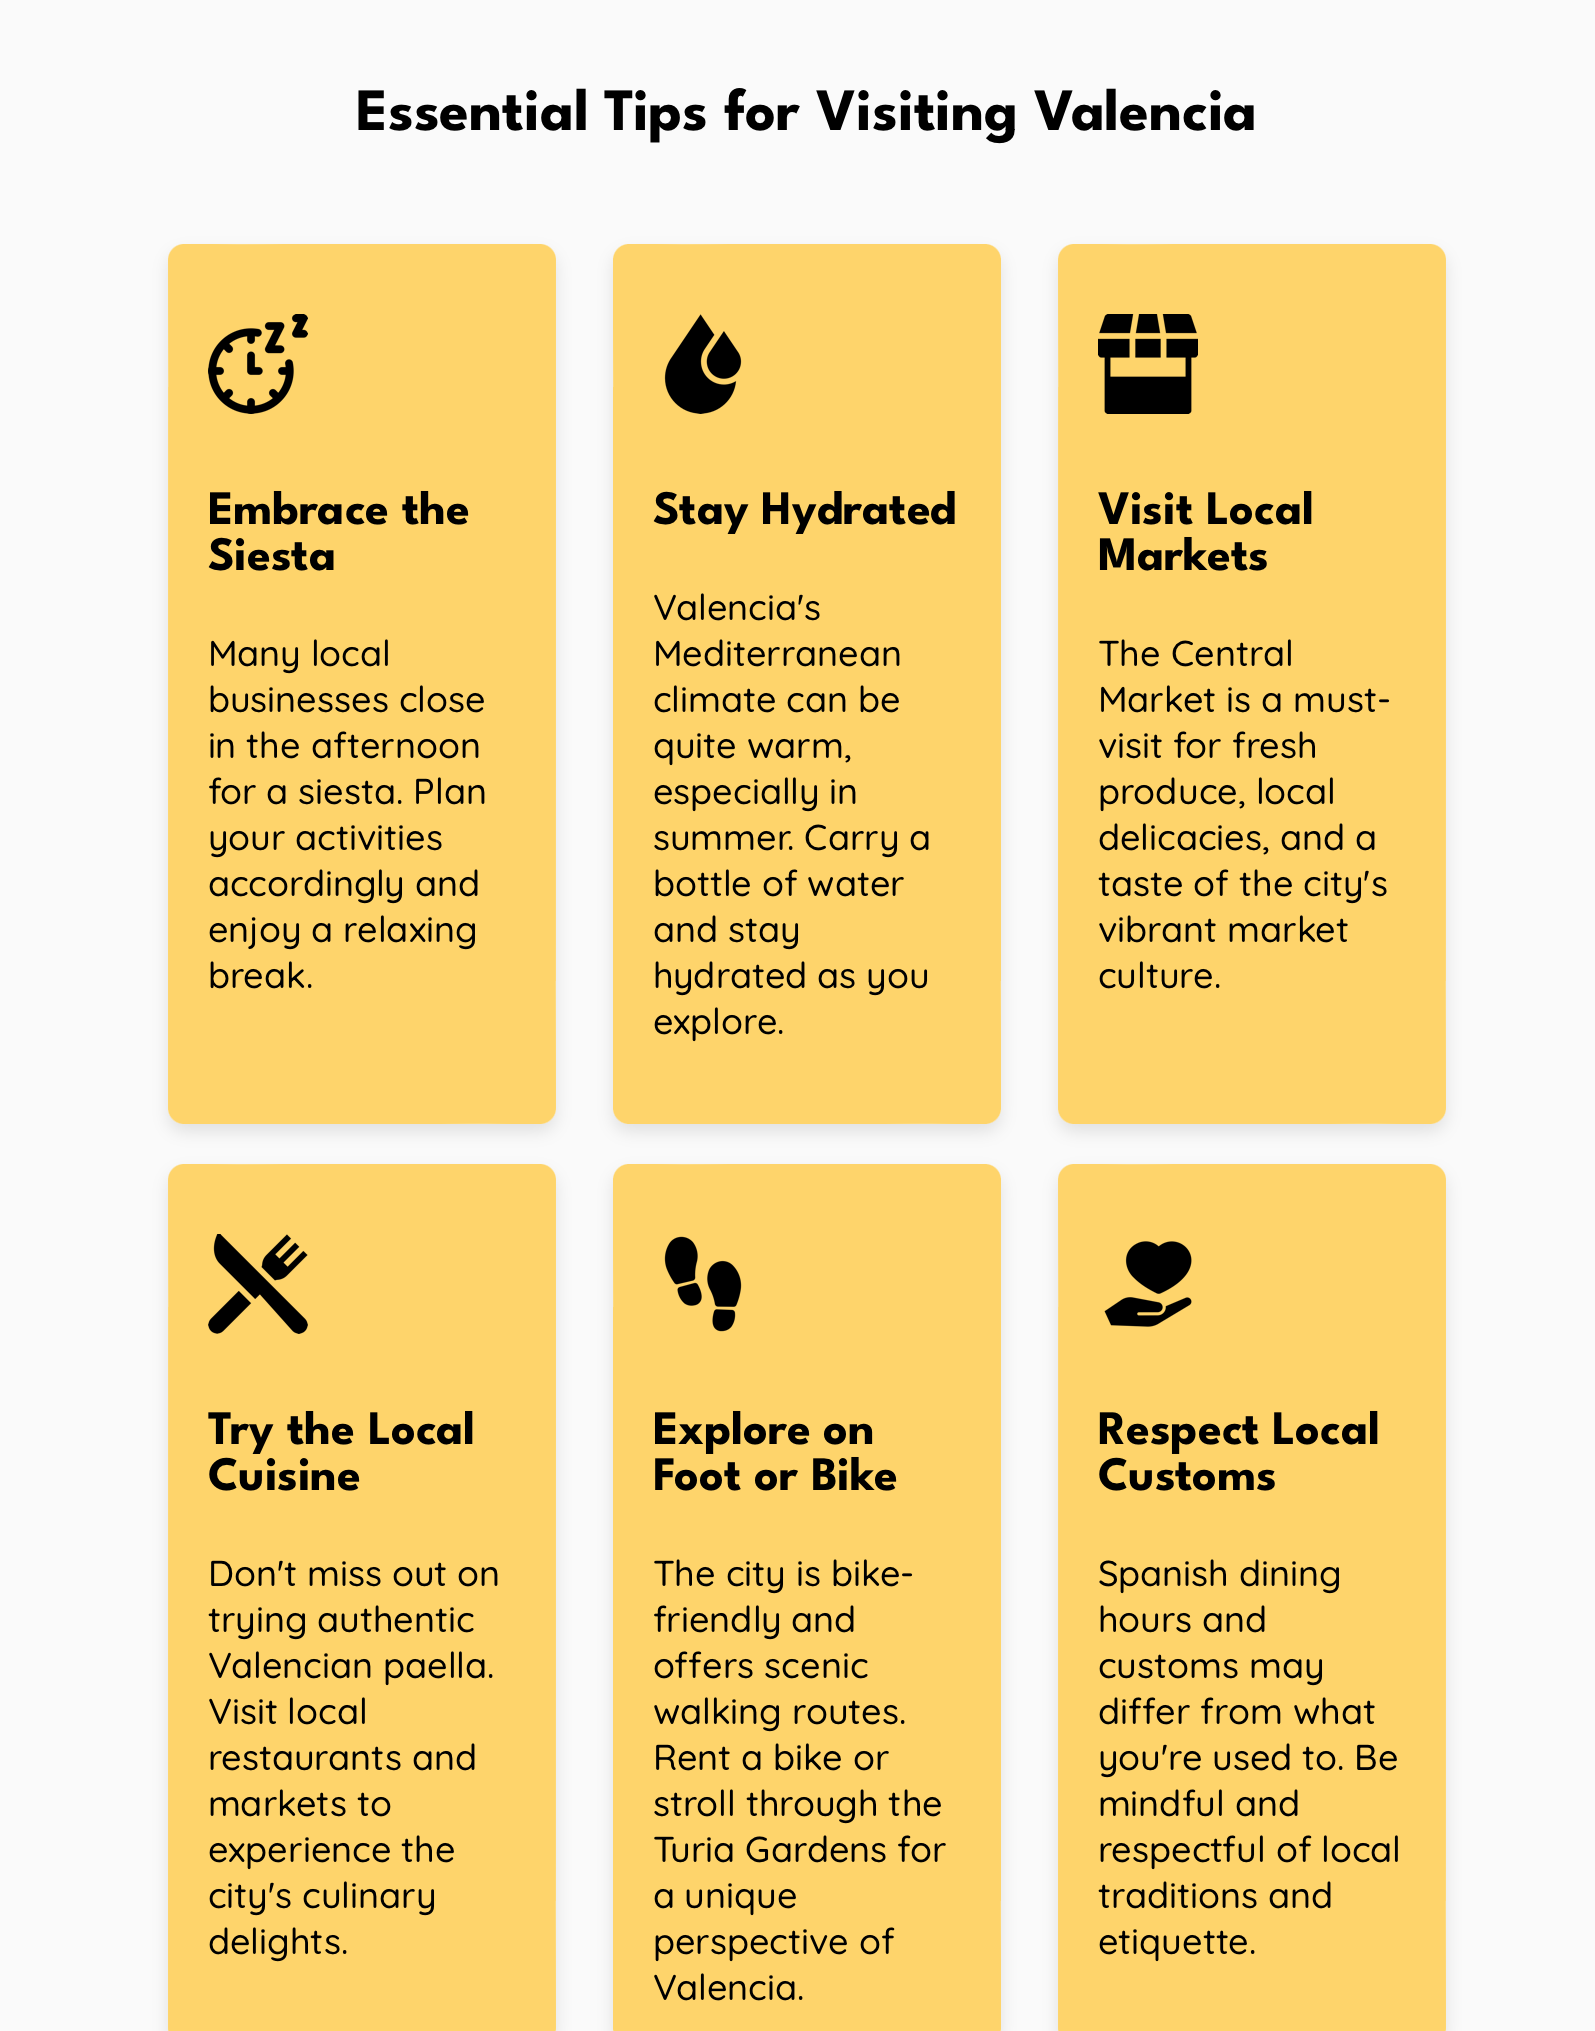 Essential Tips for Visiting Valencia
Embrace the
Siesta
Many local
businesses close
in the afternoon
for a siesta. Plan
your activities
accordingly and
enjoy a relaxing
break.
Stay Hydrated
Valencia's
Mediterranean
climate can be
quite warm,
especially in
summer. Carry a
bottle of water
and stay
hydrated as you
explore.
Visit Local
Markets
The Central
Market is a must-
visit for fresh
produce, local
delicacies, and a
taste of the city's
vibrant market
culture.
Try the Local
Cuisine
Don't miss out on
trying authentic
Valencian paella.
Visit local
restaurants and
markets to
experience the
city's culinary
delights.
Explore on
Foot or Bike
The city is bike-
friendly and
offers scenic
walking routes.
Rent a bike or
stroll through the
Turia Gardens for
a unique
perspective of
Valencia.
Respect Local
Customs
Spanish dining
hours and
customs may
differ from what
you're used to. Be
mindful and
respectful of local
traditions and
etiquette.